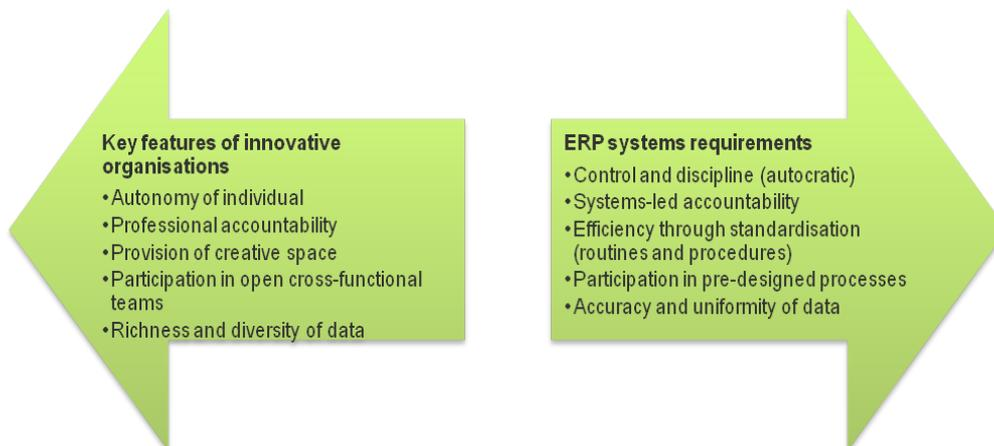 Key features of innovative
organisations
•Autonomy of individual
•Professional accountability
•Provision of creative space
•Participation in open cross-functional
teams
•Richness and diversity of data
ERP systems requirements
•Control and discipline (autocratic)
•Systems-led accountability
•Efficiency through standardisation
(routines and procedures)
•Participation in pre-designed processes
•Accuracy and uniformity of data